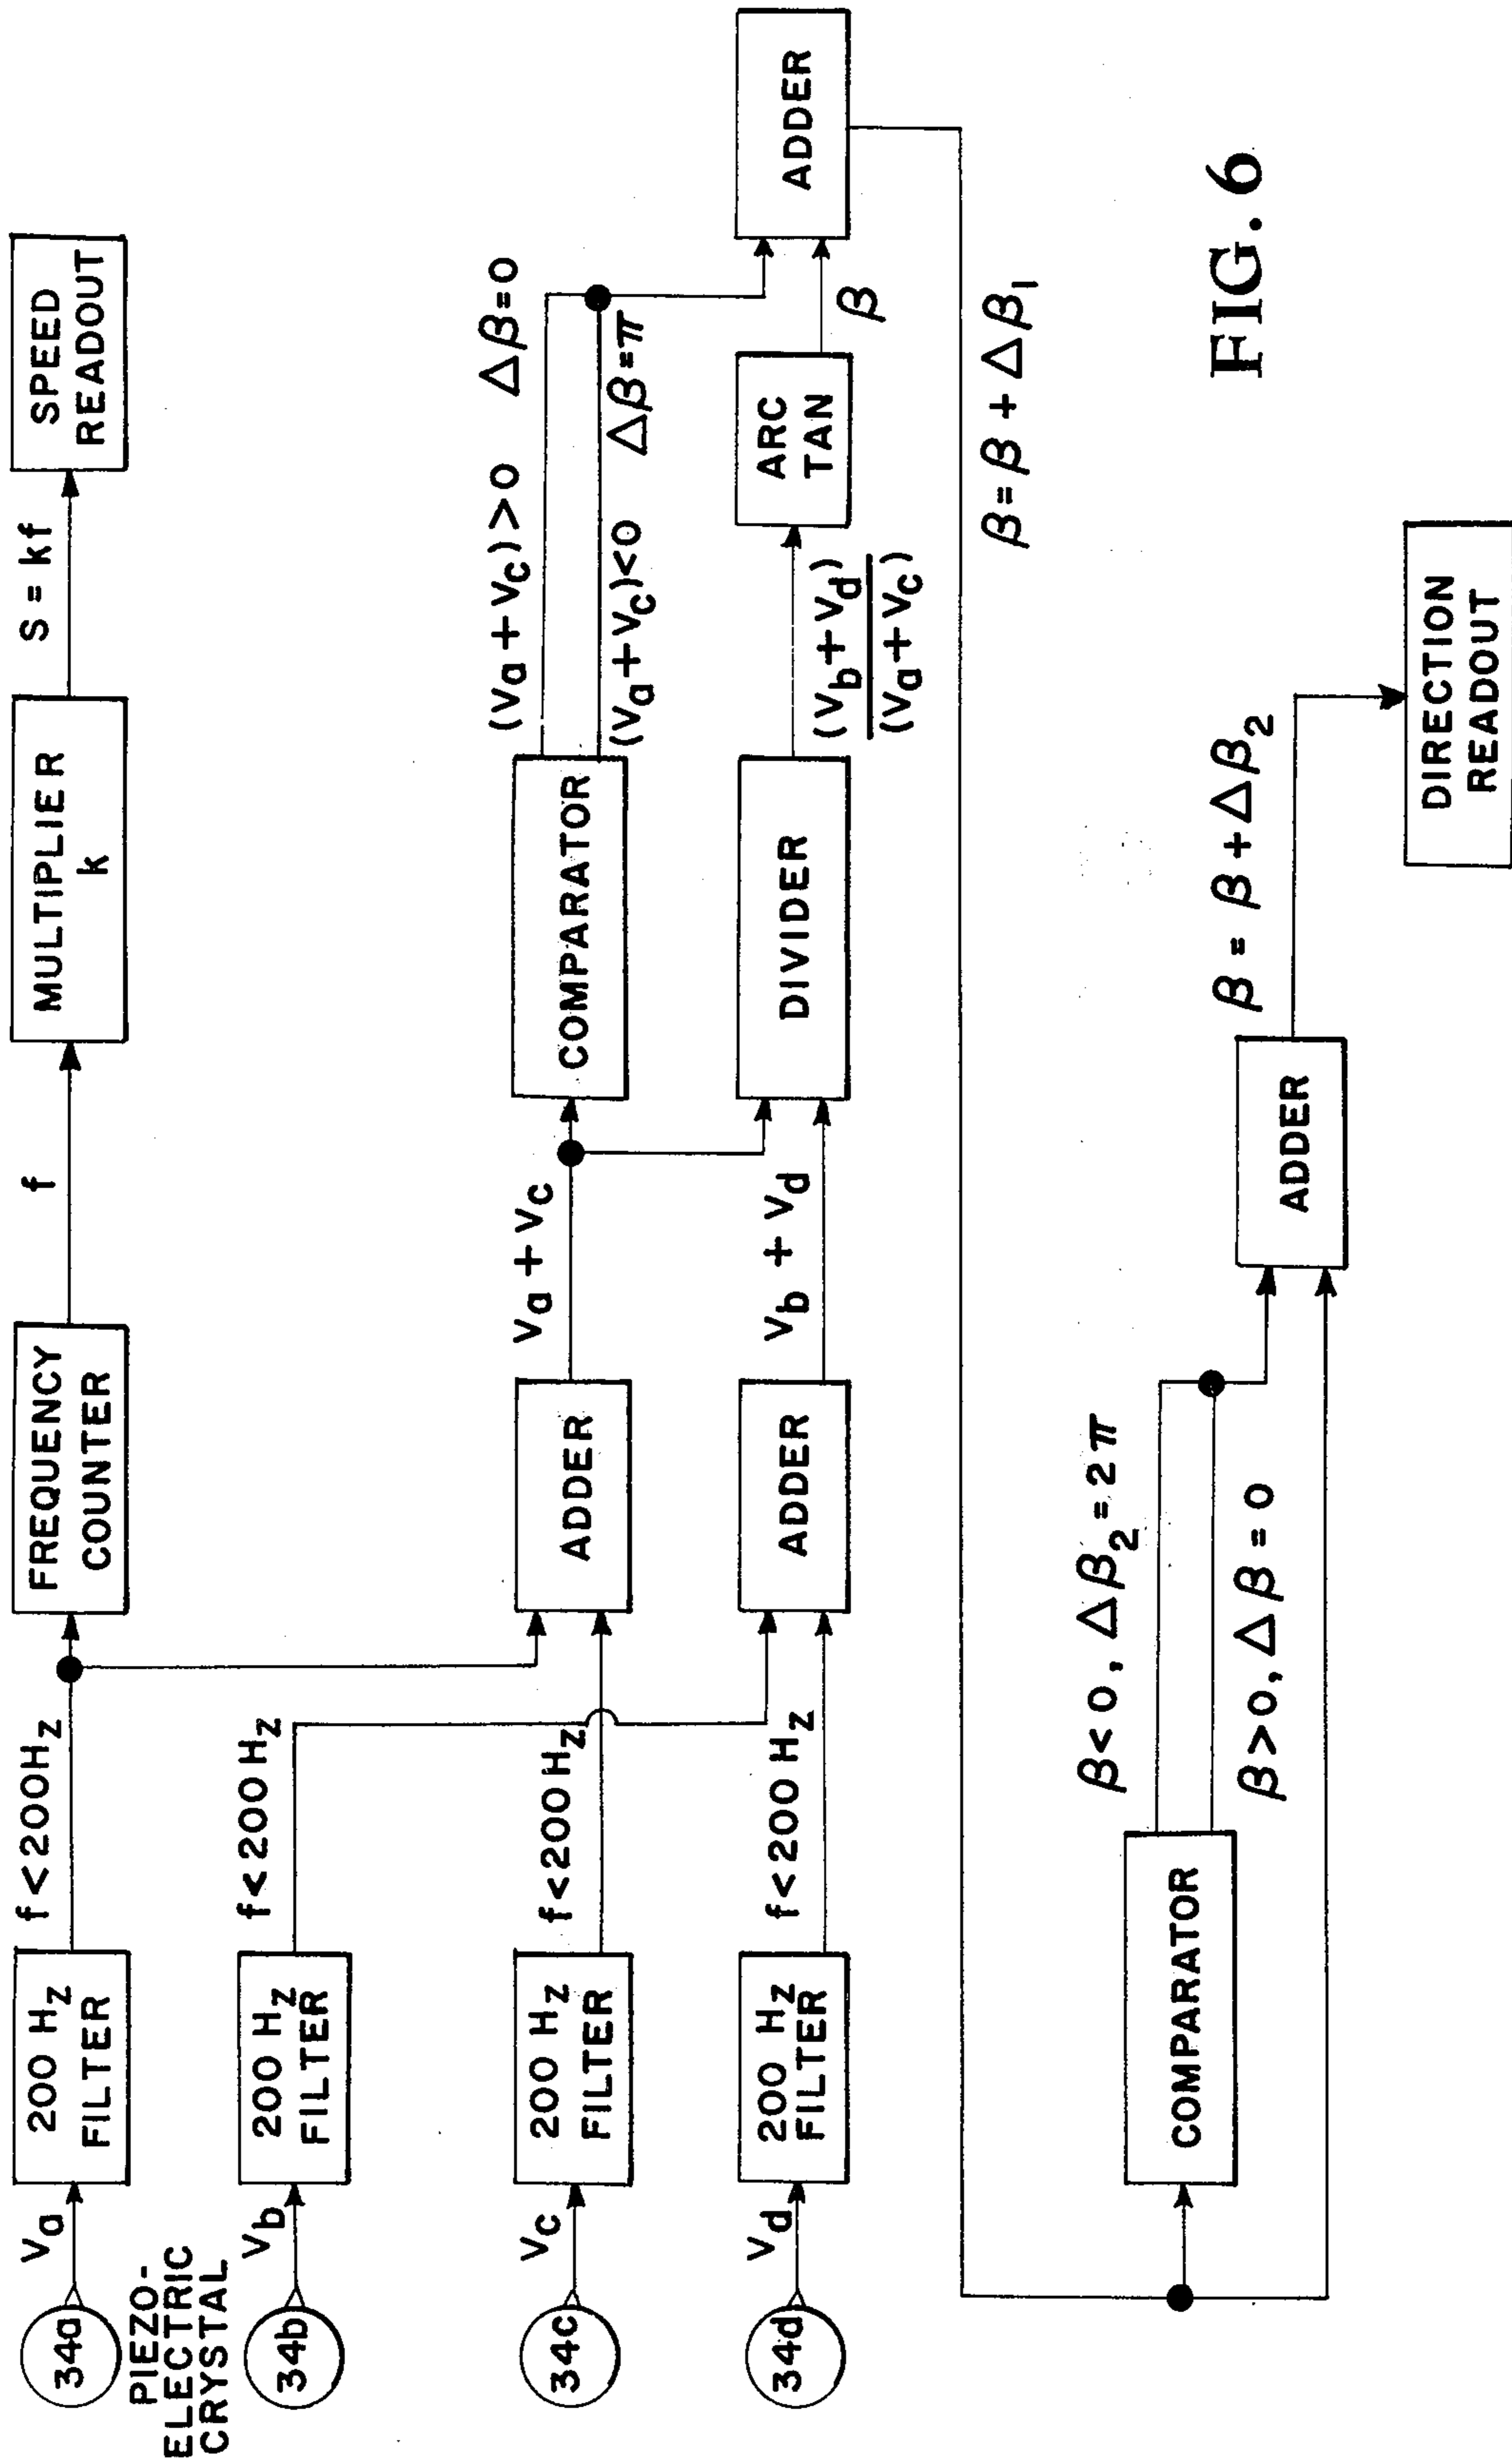 34a
PIEZO-
ELECTRIC
CRYSTAL
Va
200 Hz
FILTER
f < 200Hz
FREQUENCY
COUNTER
f
MULTIPLIER
k
S = kf
SPEED
READOUT
34b
Vb
200 Hz
FILTER
f < 200 Hz
34c
Vc
200 Hz
FILTER
f < 200 Hz
ADDER
Va + Vc
COMPARATOR
(Va + Vc) > 0 Δβ = 0
(Va + Vc) < 0 Δβ = π
34d
Vd
200 Hz
FILTER
f < 200 Hz
ADDER
Vb + Vd
DIVIDER
(Vb + Vd)
(Va + Vc)
ARC
TAN
β
ADDER
β = β + Δβ1
COMPARATOR
β < 0, Δβ2 = 2π
β > 0, Δβ = 0
ADDER
β = β + Δβ2
DIRECTION
READOUT
FIG. 6